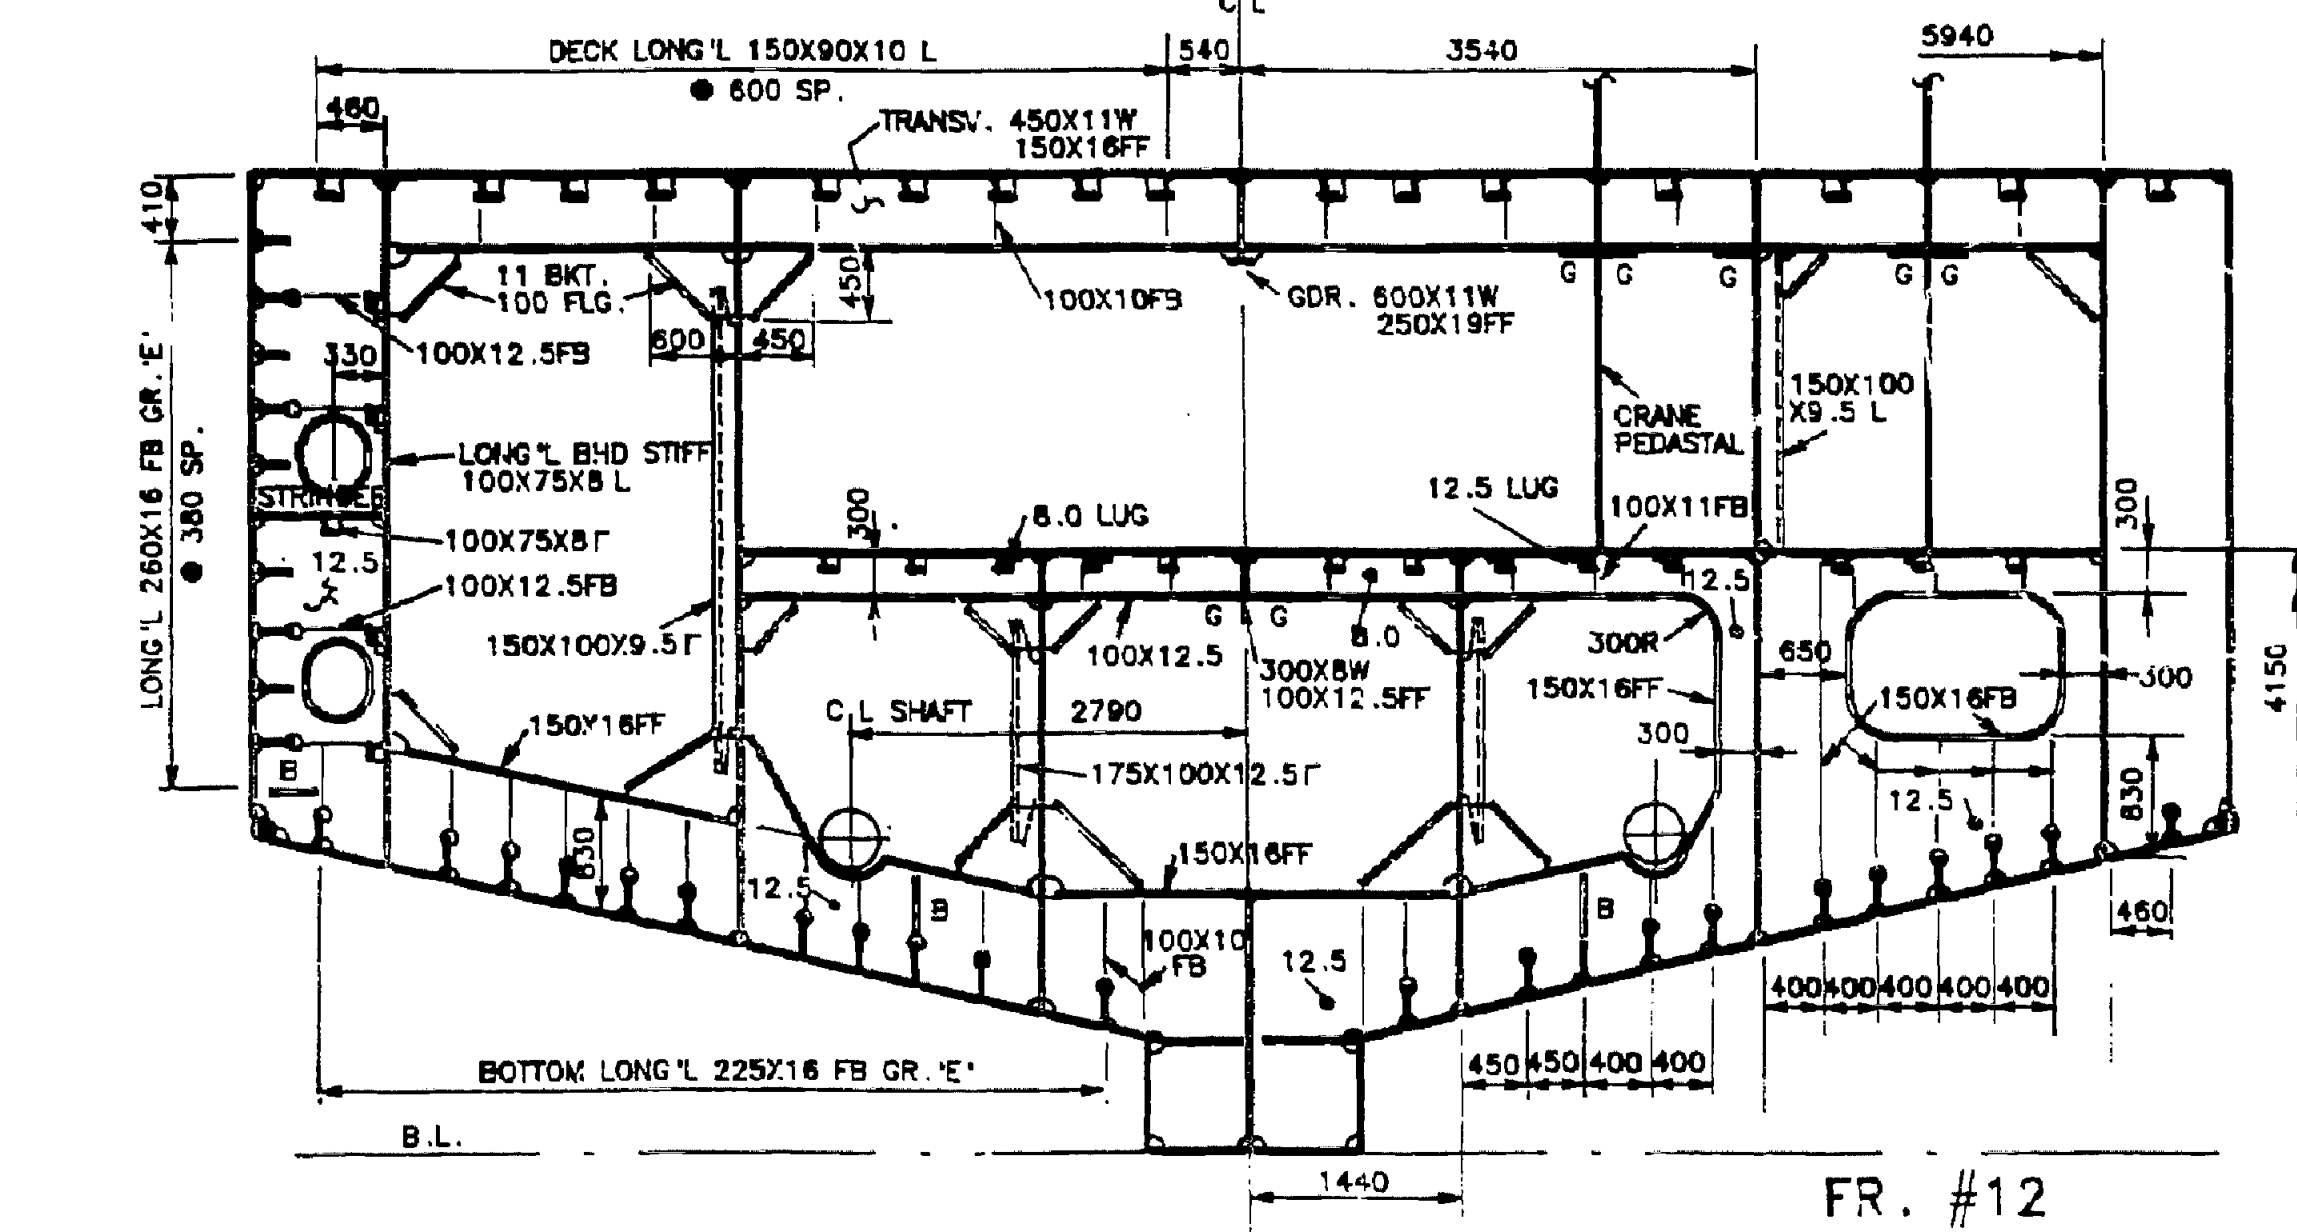 C L
DECK LONG'L 150X90X10 L
540
3540
5940
● 600 SP.
460
TRANSV. 450X11W
150X16FF
410
11 BKT.
100 FLG.
450
100X10FB
GDR. 600X11W
250X19FF
G
G
G
G
G
600
450
100X12.5FB
330
LONG'L 260X16 FB GR.'E'
● 380 SP.
150X100
X9.5 L
CRANE
PEDASTAL
LONG'L BHD STIFF
100X75X8 L
STRINGER
300
8.0 LUG
12.5 LUG
100X11FB
300
100X75X8 Γ
12.5
100X12.5FB
12.5
150X100X9.5 Γ
G
G
8.0
100X12.5
300R
650
300
4150
300X8W
100X12.5FF
150X16FF
150X16FB
150X16FF
C L SHAFT
2790
300
B
175X100X12.5 Γ
12.5
830
830
150X16FF
12.5
B
B
100X10
FB
12.5
460
400
400
400
400
400
BOTTOM LONG'L 225X16 FB GR.'E'
450
450
400
400
B.L.
1440
FR. #12